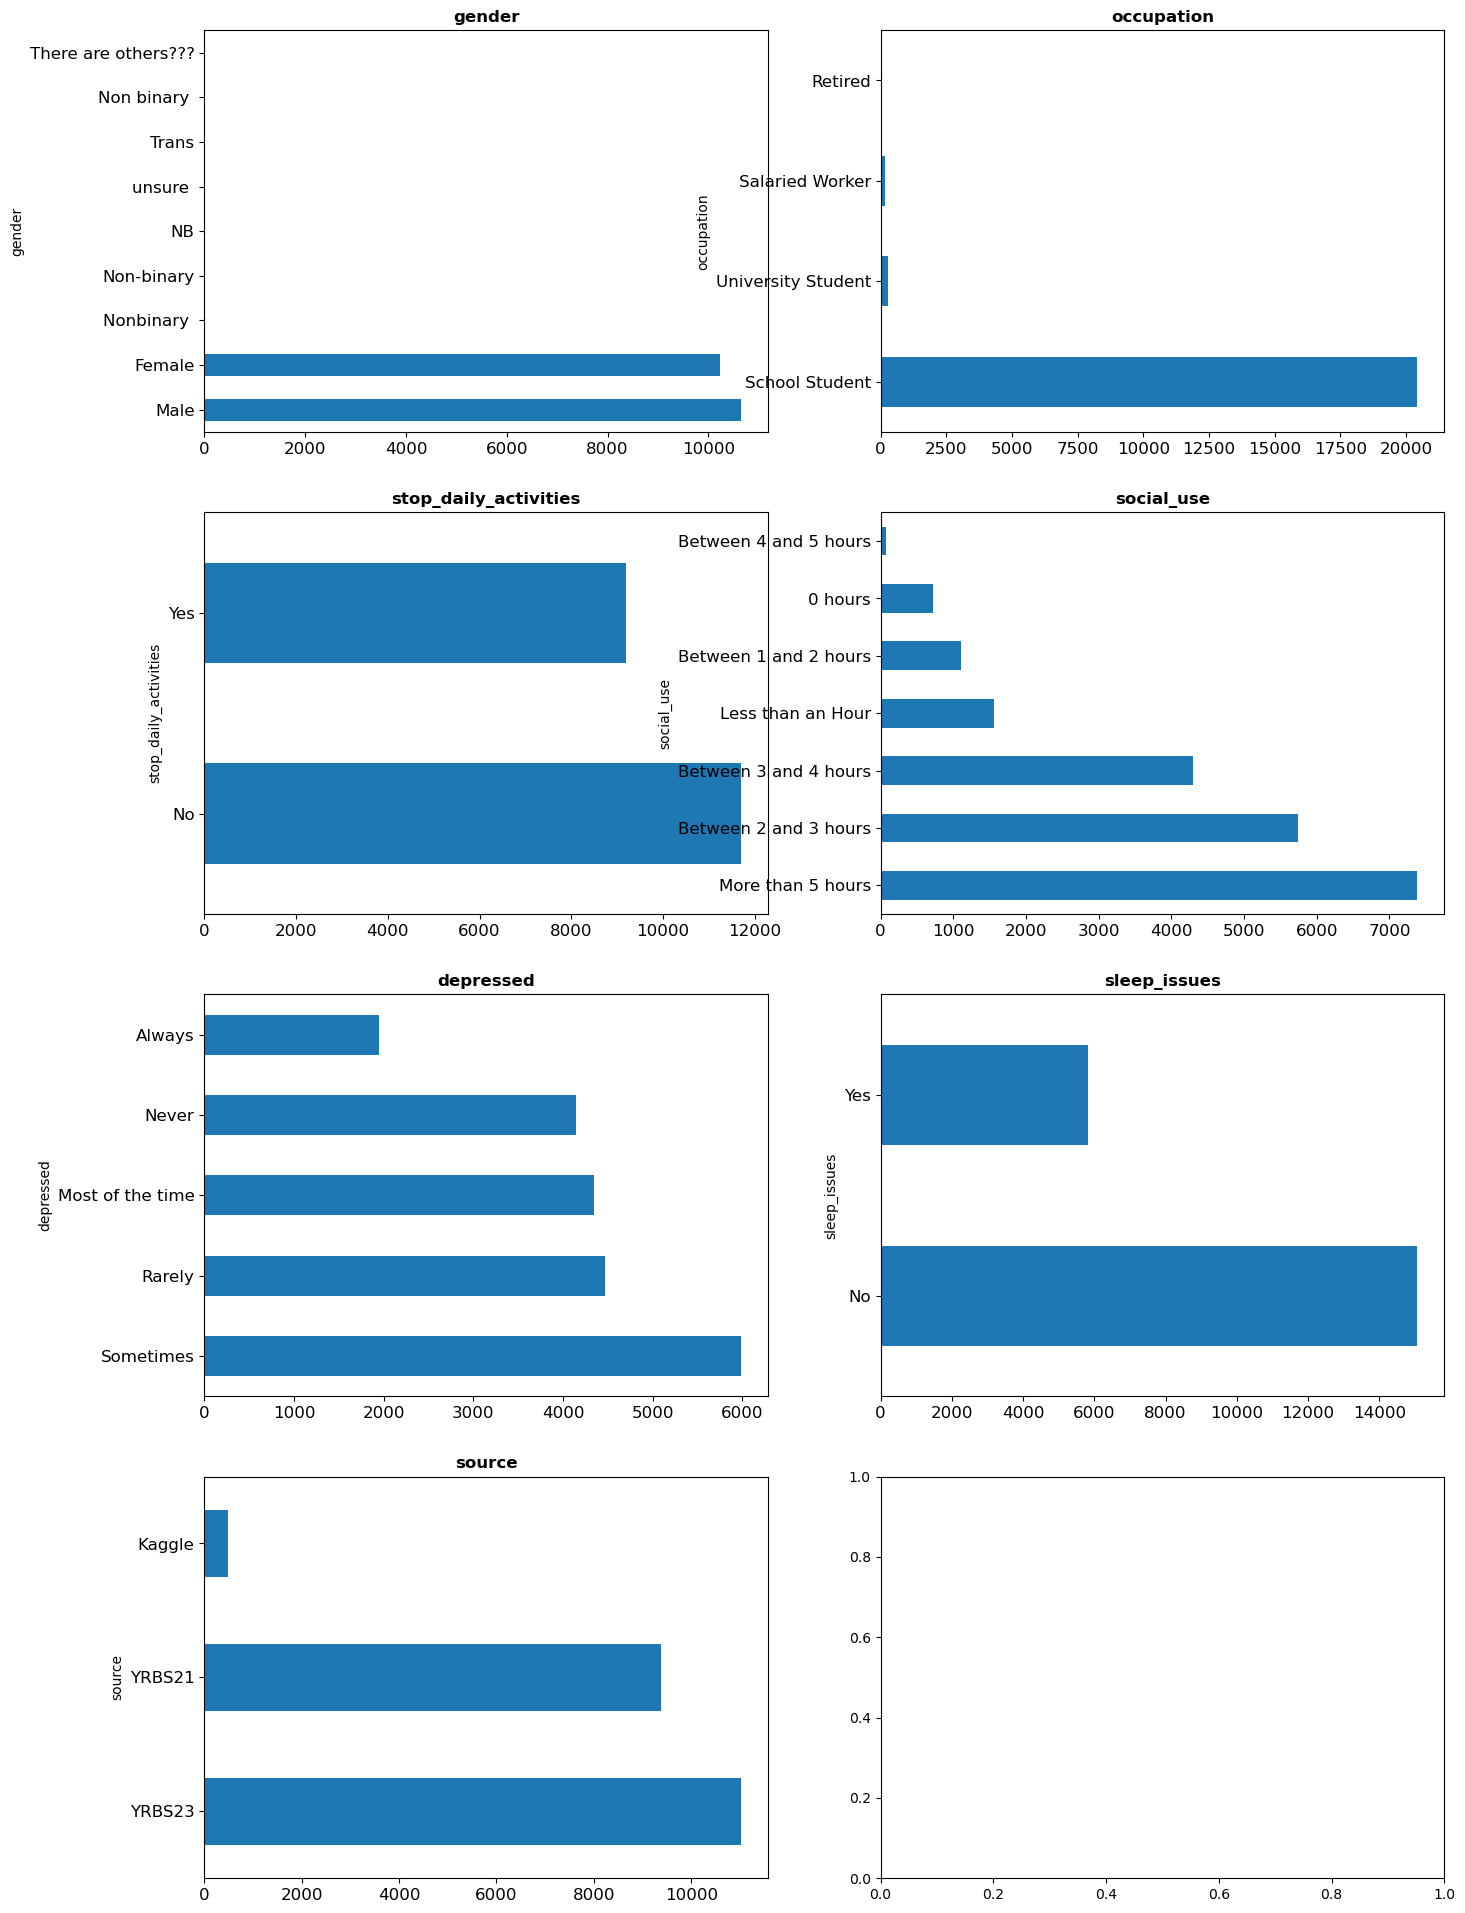 gender
There are others???
Non binary
Trans
unsure
NB
Non-binary
Nonbinary
Female
Male
gender
0 2000 4000 6000 8000 10000
occupation
Retired
Salaried Worker
University Student
School Student
occupation
0 2500 5000 7500 10000 12500 15000 17500 20000
stop_daily_activities
Yes
No
stop_daily_activities
0 2000 4000 6000 8000 10000 12000
social_use
Between 4 and 5 hours
0 hours
Between 1 and 2 hours
Less than an Hour
Between 3 and 4 hours
Between 2 and 3 hours
More than 5 hours
social_use
0 1000 2000 3000 4000 5000 6000 7000
depressed
Always
Never
Most of the time
Rarely
Sometimes
depressed
0 1000 2000 3000 4000 5000 6000
sleep_issues
Yes
No
sleep_issues
0 2000 4000 6000 8000 10000 12000 14000
source
Kaggle
YRBS21
YRBS23
source
0 2000 4000 6000 8000 10000
1.0
0.8
0.6
0.4
0.2
0.0
0.0 0.2 0.4 0.6 0.8 1.0